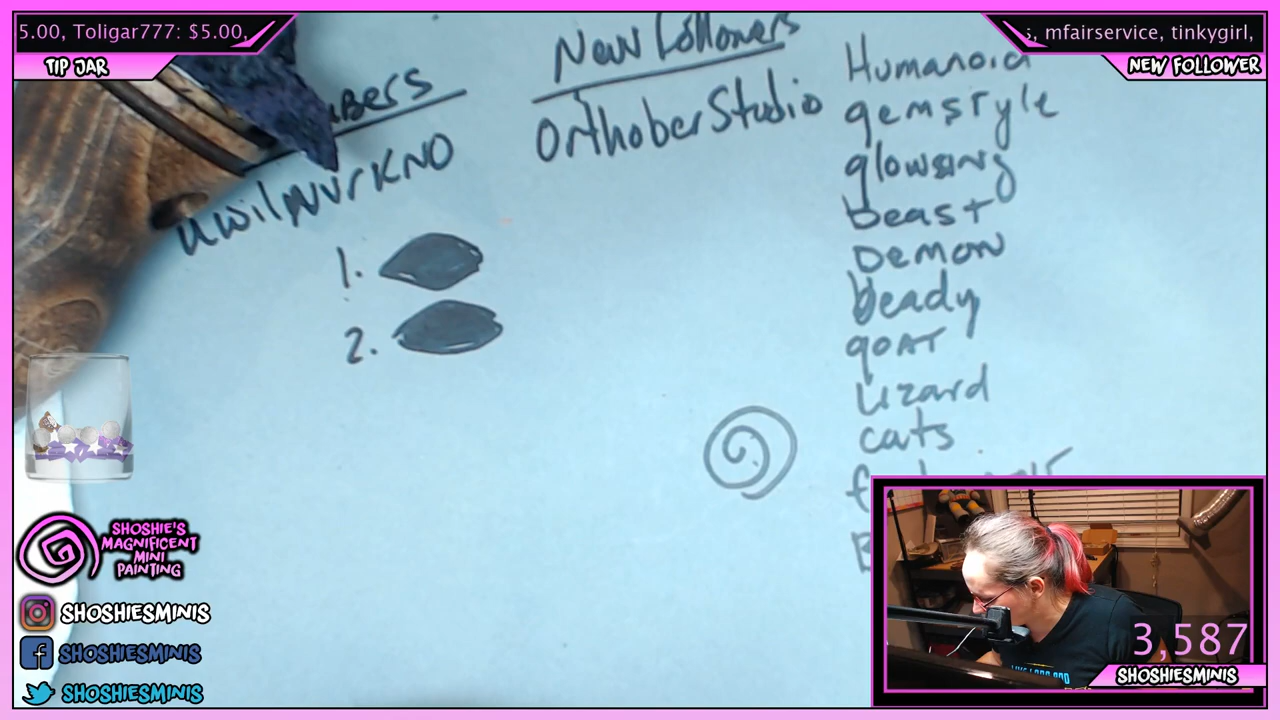 5.00, Toligar777: $5.00,
TIP JAR
, mfairservice, tinkygirl,
NEW FOLLOWER
New Followers
OrthoberStudio
uwilNvrKNO
1.
2.
Humanoid
gemstyle
glowing
beast
Demon
beady
goat
Lizard
cats
SHOSHIE'S
MAGNIFICENT
MINI
PAINTING
SHOSHIESMINIS
SHOSHIESMINIS
SHOSHIESMINIS
3,587
SHOSHIESMINIS